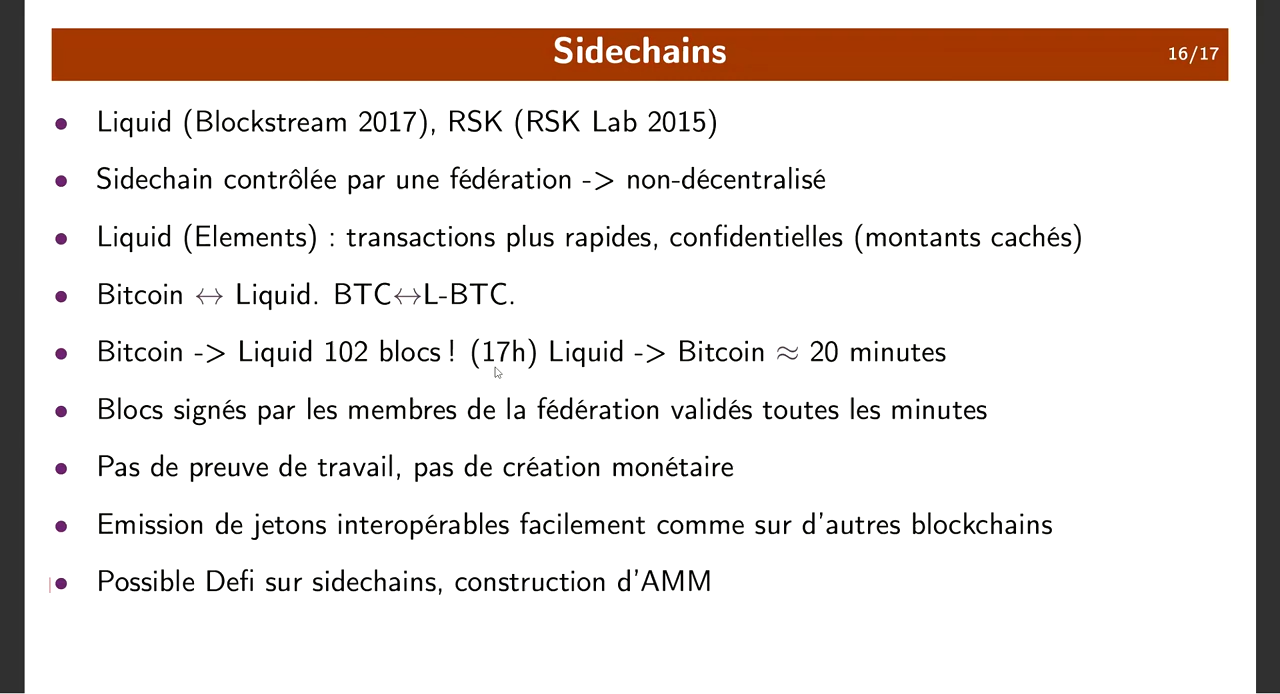 Sidechains
16/17
• Liquid (Blockstream 2017), RSK (RSK Lab 2015)
• Sidechain contrôlée par une fédération -> non-décentralisé
• Liquid (Elements) : transactions plus rapides, confidentielles (montants cachés)
• Bitcoin ↔ Liquid. BTC↔L-BTC.
• Bitcoin -> Liquid 102 blocs ! (17h) Liquid -> Bitcoin ≈ 20 minutes
• Blocs signés par les membres de la fédération validés toutes les minutes
• Pas de preuve de travail, pas de création monétaire
• Emission de jetons interopérables facilement comme sur d'autres blockchains
• Possible Defi sur sidechains, construction d'AMM